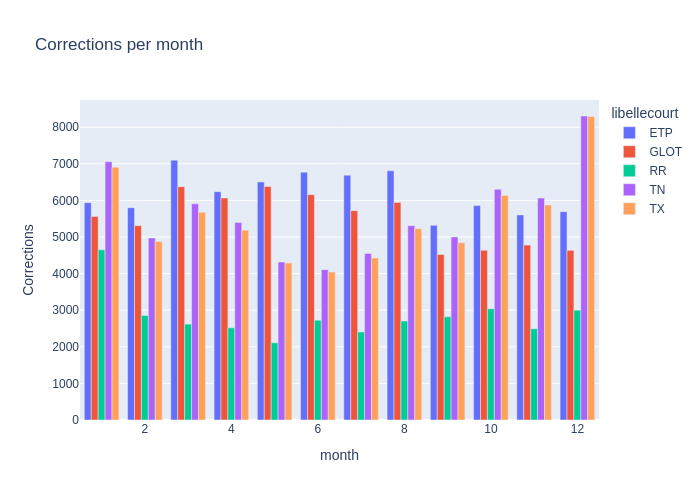 Corrections per month
libellecourt
ETP
GLOT
RR
TN
TX
Corrections
8000
7000
6000
5000
4000
3000
2000
1000
0
2
4
6
8
10
12
month